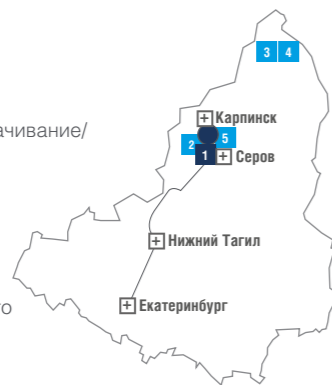 3 4
Карпинск
ачивание/
2 5
1
Серов
Нижний Тагил
Екатеринбург
о